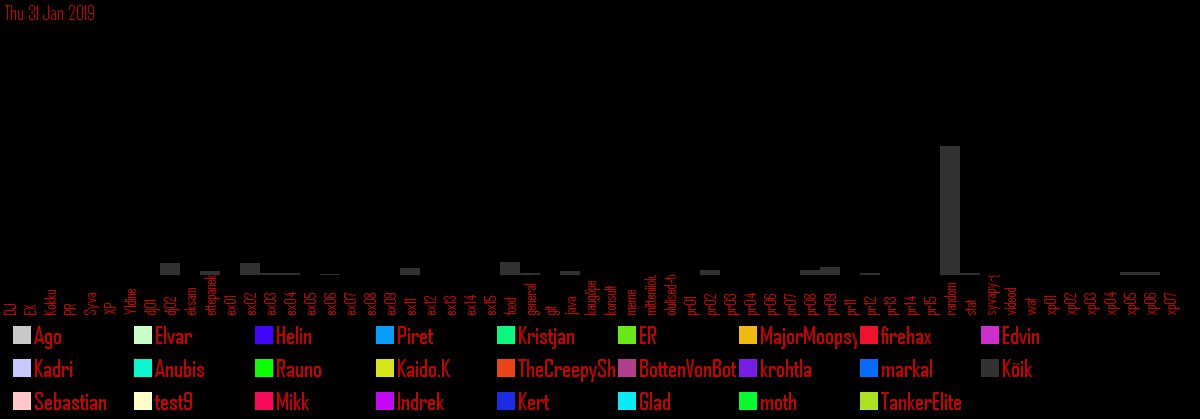 Thu 31 Jan 2019
DJ EX Kokku PR Syva XP Yldine dj01 dj02 eksam ettepanek ex01 ex02 ex03 ex04 ex05 ex06 ex07 ex08 ex09 ex11 ex12 ex13 ex14 ex15 food general git java kaugõpe konsult meme mitteniiol. olulised-h pr01 pr02 pr03 pr04 pr06 pr07 pr08 pr09 pr11 pr12 pr13 pr14 pr15 random stat videod wat xp01 xp02 xp03 xp04 xp05 xp06 xp07
Ago Elvar Helin Piret Kristjan ER MajorMoopsy firehax Edvin
Kadri Anubis Rauno Kaido.K TheCreepySh BottenVonBot krohtla markal Kõik
Sebastian test9 Mikk Indrek Kert Glad moth TankerElite